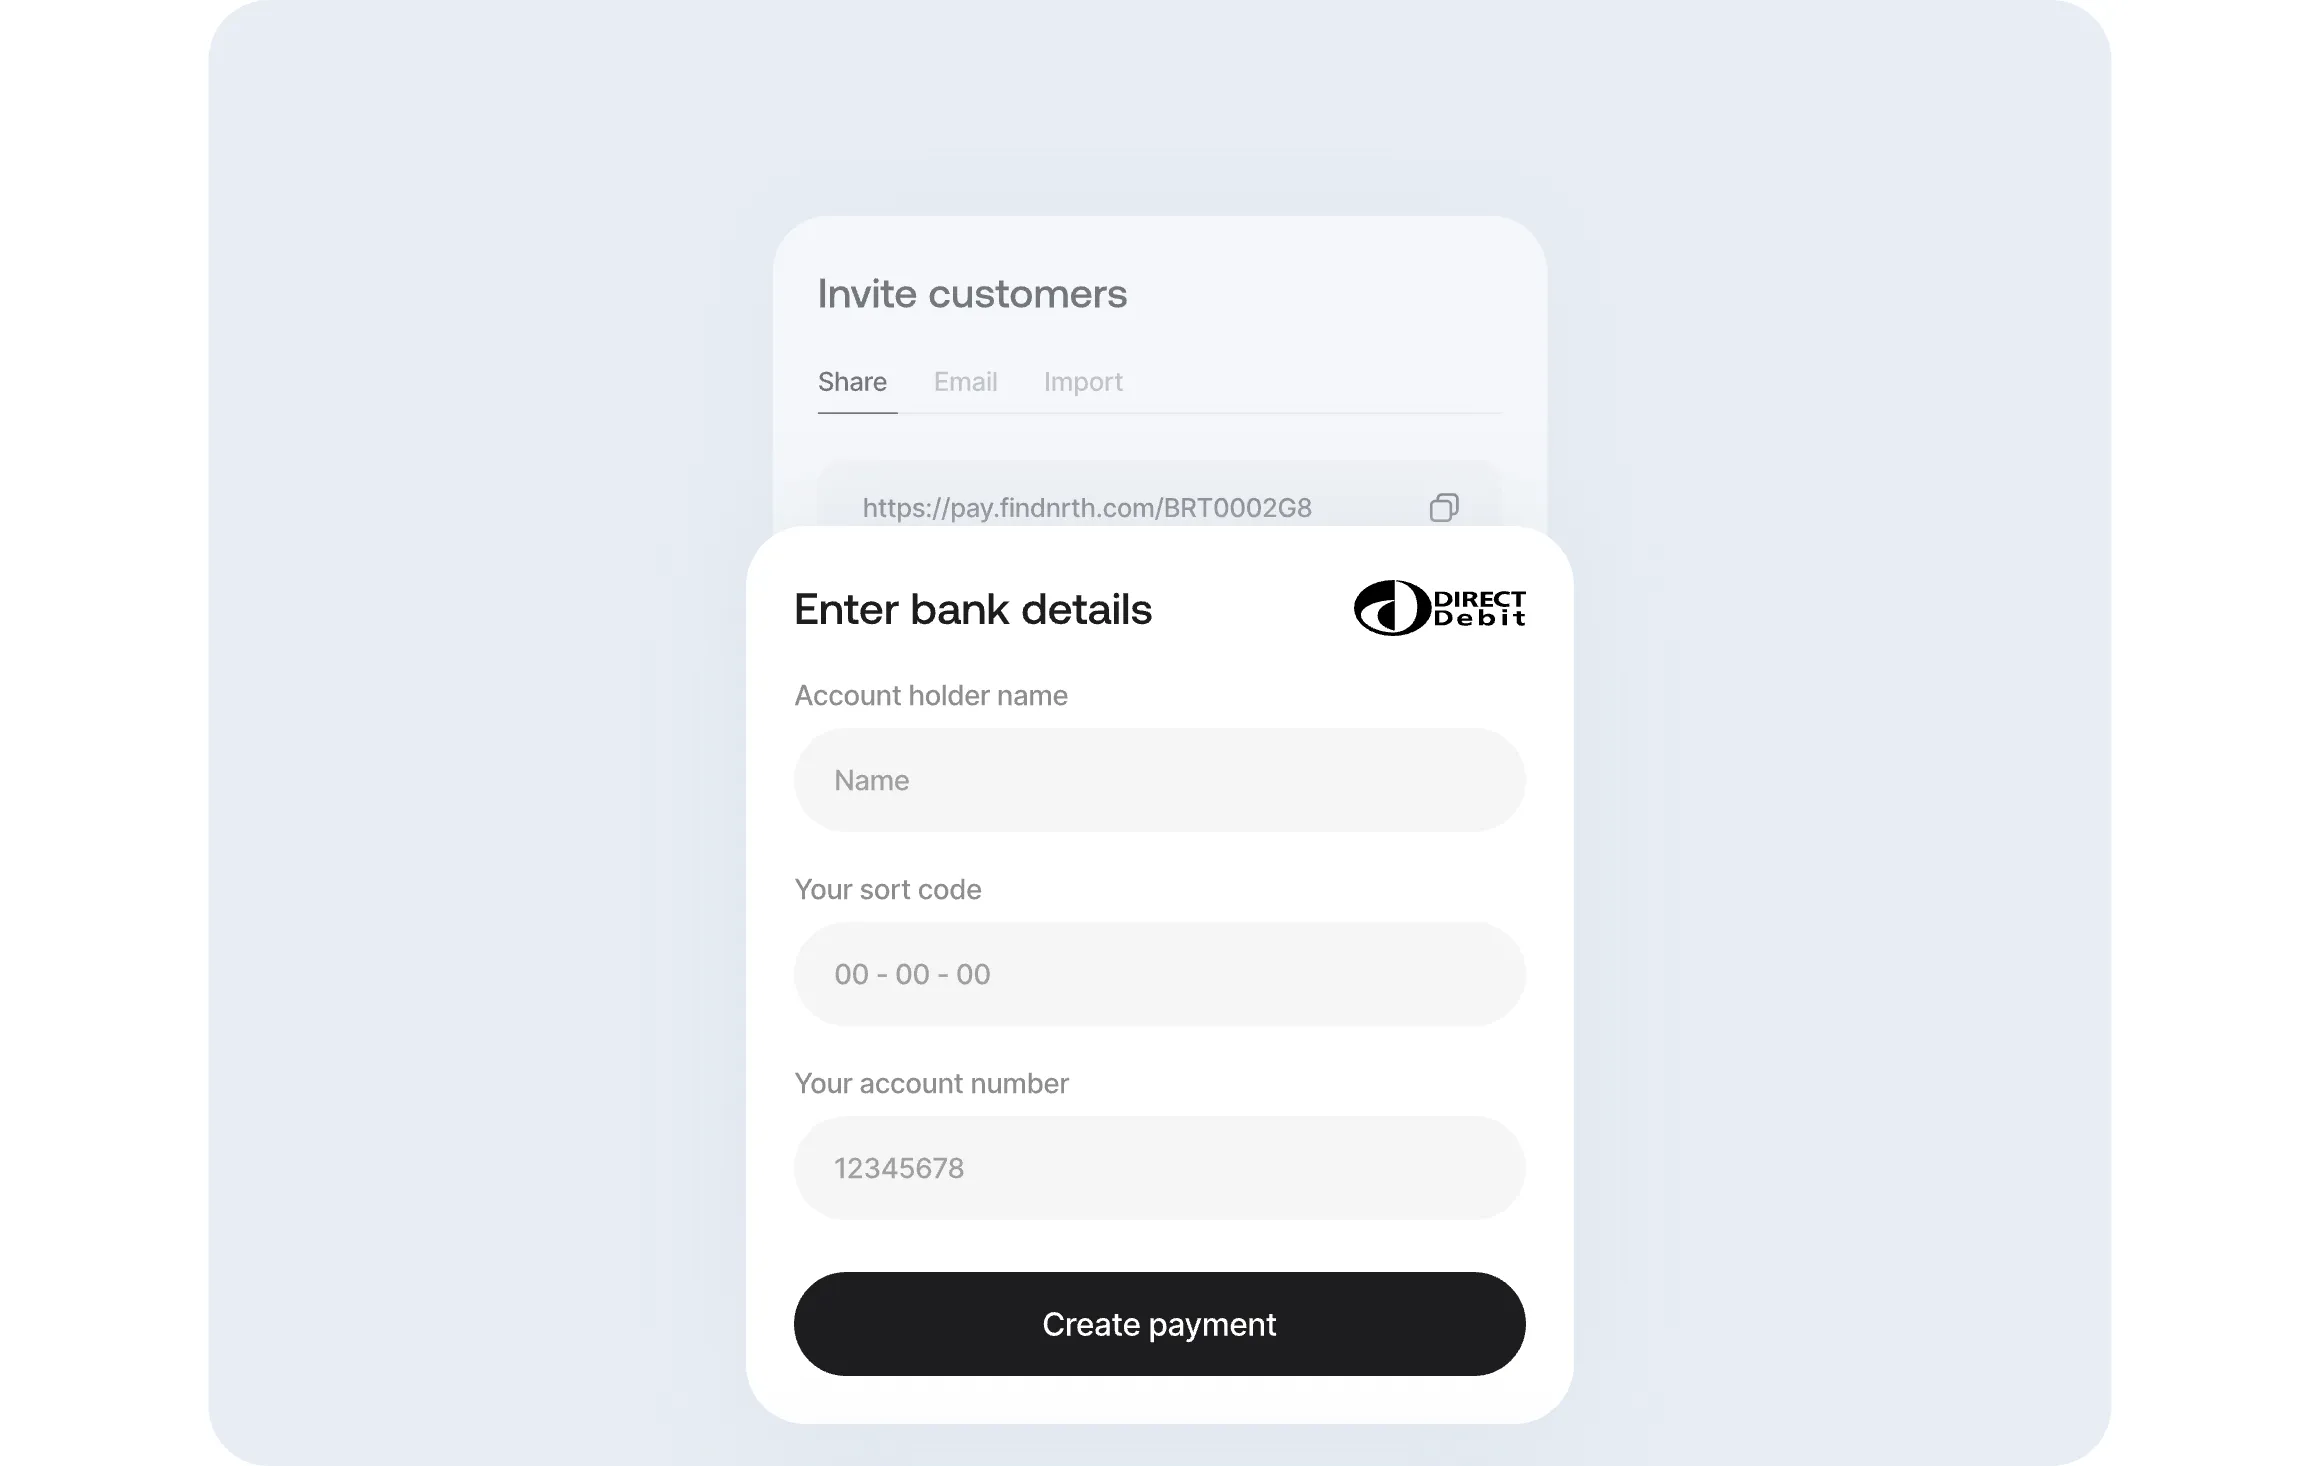 Invite customers
Share Email Import
https://pay.findnrth.com/BRT0002G8
Enter bank details
DIRECT
Debit
Account holder name
Name
Your sort code
00 - 00 - 00
Your account number
12345678
Create payment